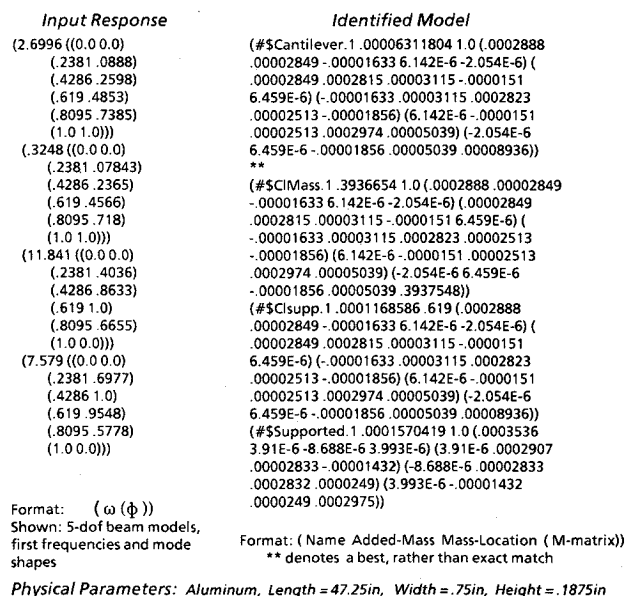 Input Response
(2.6996 ((0.0 0.0)
(.2381 .0888)
(.4286 .2598)
(.619 .4853)
(.8095 .7385)
(1.0 1.0)))
(.3248 ((0.0 0.0)
(.2381 .07843)
(.4286 .2365)
(.619 .4566)
(.8095 .718)
(1.0 1.0)))
(11.841 ((0.0 0.0)
(.2381 .4036)
(.4286 .8633)
(.619 1.0)
(.8095 .6655)
(1.0 0.0)))
(7.579 ((0.0 0.0)
(.2381 .6977)
(.4286 1.0)
(.619 .9548)
(.8095 .5778)
(1.0 0.0)))
Format: ( ω (ϕ ))
Shown: 5-dof beam models,
first frequencies and mode
shapes
Identified Model
(#$Cantilever.1 .00006311804 1.0 (.0002888
.00002849 -.00001633 6.142E-6 -2.054E-6) (
.00002849 .0002815 .00003115 -.0000151
6.459E-6) (-.00001633 .00003115 .0002823
.00002513 -.00001856) (6.142E-6 -.0000151
.00002513 .0002974 .00005039) (-2.054E-6
6.459E-6 -.00001856 .00005039 .00008936))
**
(#$ClMass.1 .3936654 1.0 (.0002888 .00002849
-.00001633 6.142E-6 -2.054E-6) (.00002849
.0002815 .00003115 -.0000151 6.459E-6) (
-.00001633 .00003115 .0002823 .00002513
-.00001856) (6.142E-6 -.0000151 .00002513
.0002974 .00005039) (-2.054E-6 6.459E-6
-.00001856 .00005039 .3937548))
(#$Clsupp.1 .0001168586 .619 (.0002888
.00002849 -.00001633 6.142E-6 -2.054E-6) (
.00002849 .0002815 .00003115 -.0000151
6.459E-6) (-.00001633 .00003115 .0002823
.00002513 -.00001856) (6.142E-6 -.0000151
.00002513 .0002974 .00005039) (-2.054E-6
6.459E-6 -.00001856 .00005039 .00008936))
(#$Supported.1 .0001570419 1.0 (.0003536
3.91E-6 -8.688E-6 3.993E-6) (3.91E-6 .0002907
.00002833 -.00001432) (-8.688E-6 .00002833
.0002832 .0000249) (3.993E-6 -.00001432
.0000249 .0002975))
Format: ( Name Added-Mass Mass-Location ( M-matrix))
** denotes a best, rather than exact match
Physical Parameters: Aluminum, Length = 47.25in, Width = .75in, Height = .1875in